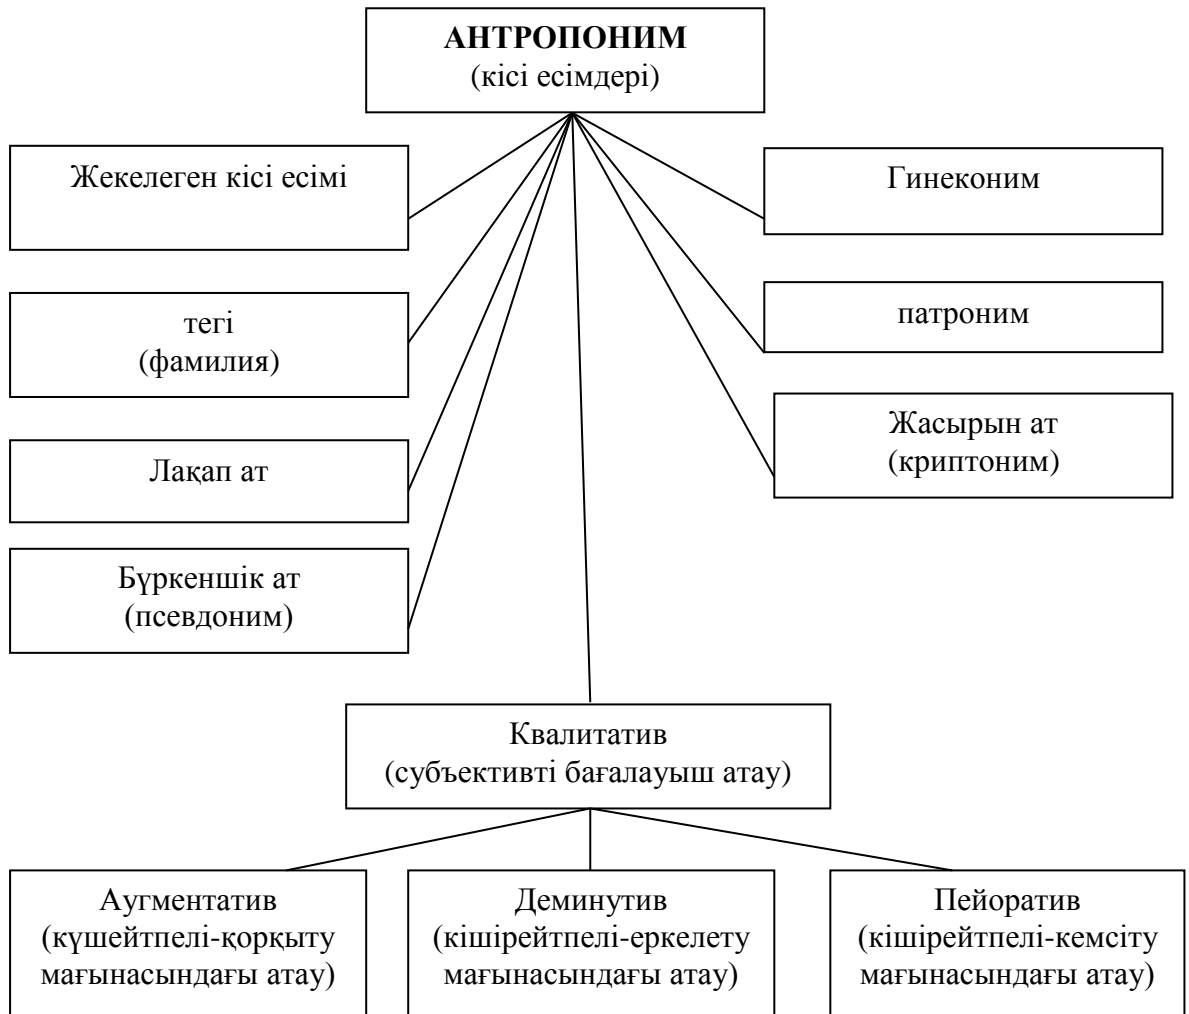 АНТРОПОНИМ
(кісі есімдері)
Жекелеген кісі есімі
Гинеконим
тегі
(фамилия)
патроним
Лақап ат
Жасырын ат
(криптоним)
Бүркеншік ат
(псевдоним)
Квалитатив
(субъективті бағалауыш атау)
Аугментатив
(күшейтпелі-қорқыту
мағынасындағы атау)
Деминутив
(кішірейтпелі-еркелету
мағынасындағы атау)
Пейоратив
(кішірейтпелі-кемсіту
мағынасындағы атау)